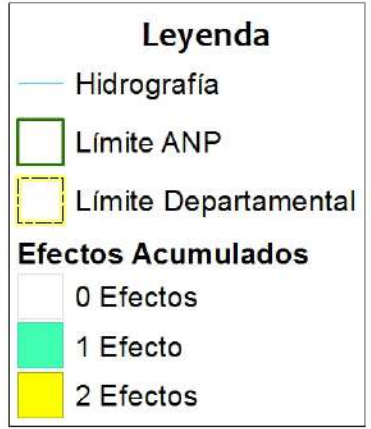 Leyenda
Hidrografía
Límite ANP
Límite Departamental
Efectos Acumulados
0 Efectos
1 Efecto
2 Efectos